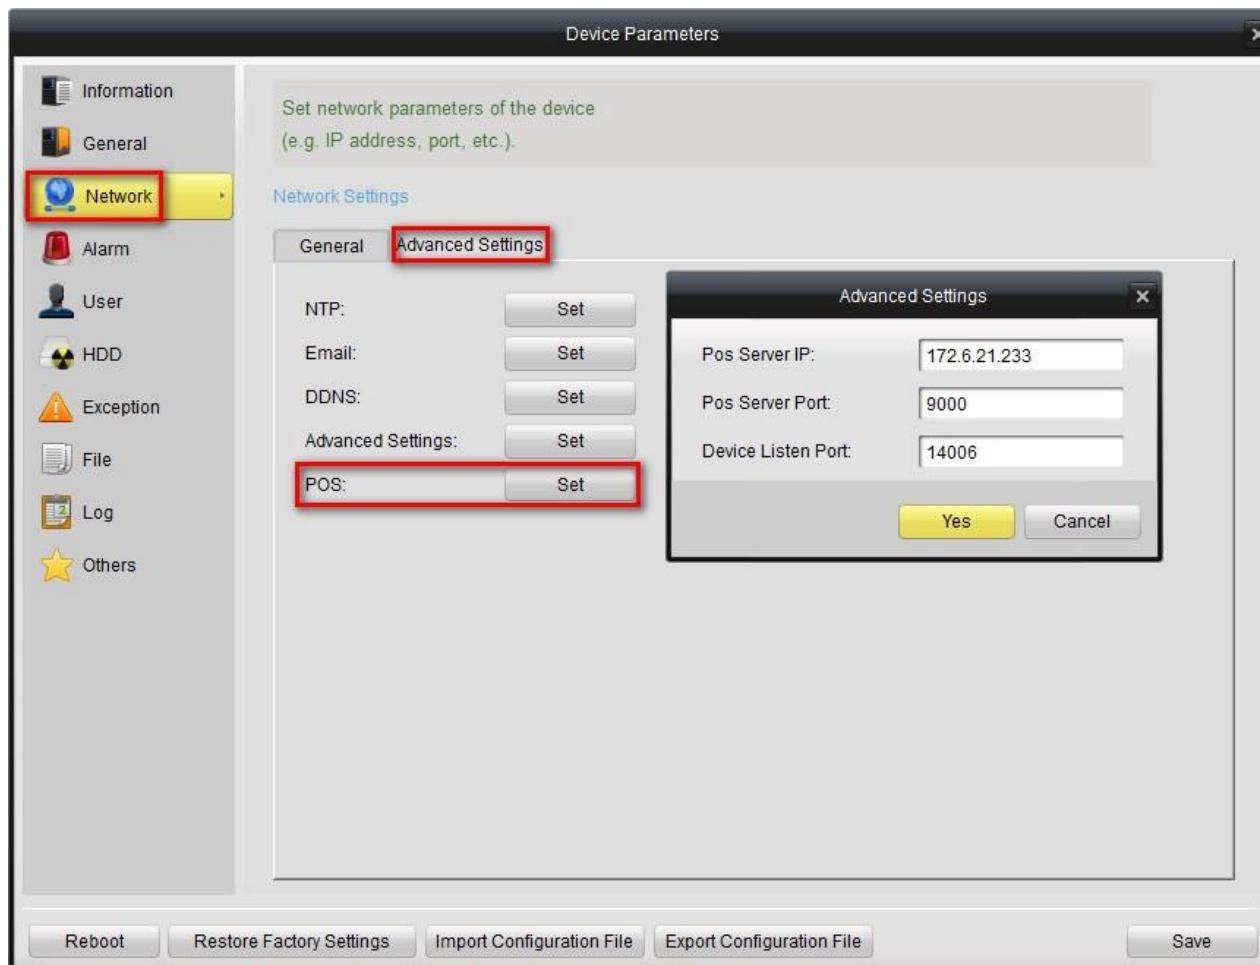 Device Parameters
Information
General
Network
Alarm
User
HDD
Exception
File
Log
Others
Set network parameters of the device
(e.g. IP address, port, etc.).
Network Settings
General
Advanced Settings
NTP: Set
Email: Set
DDNS: Set
Advanced Settings: Set
POS: Set
Advanced Settings
Pos Server IP: 172.6.21.233
Pos Server Port: 9000
Device Listen Port: 14006
Yes Cancel
Reboot Restore Factory Settings Import Configuration File Export Configuration File Save